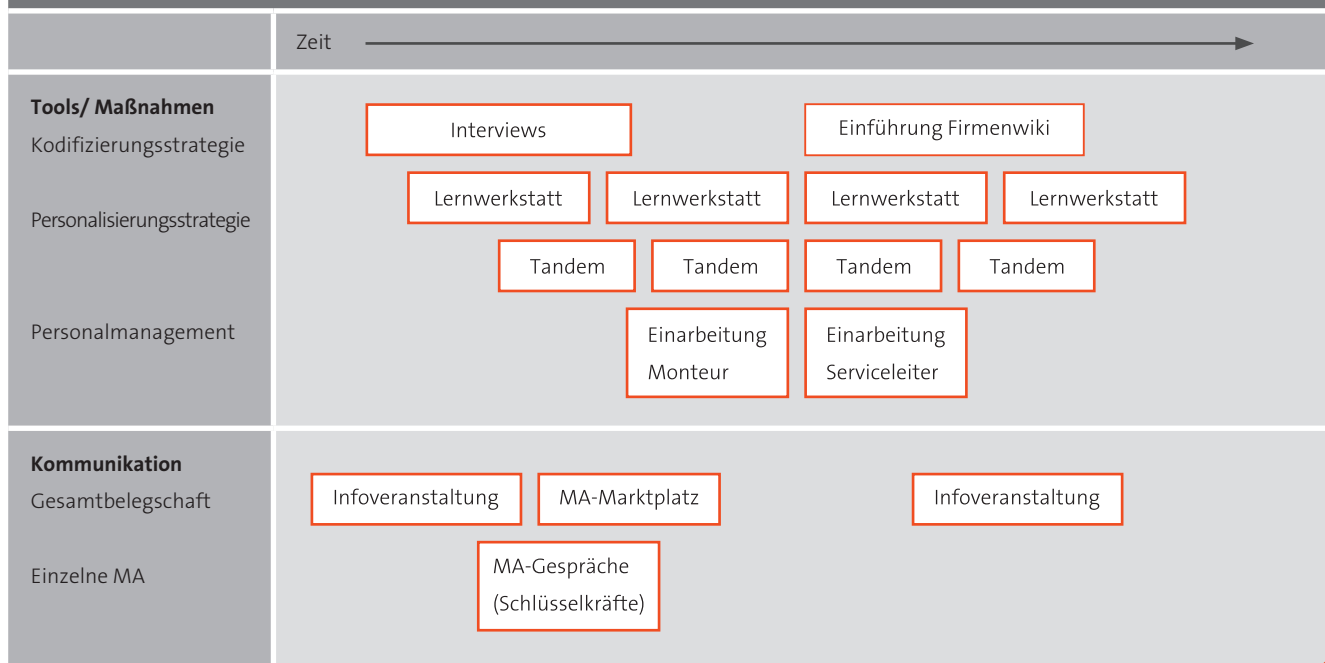 Zeit
Tools/ Maßnahmen
Kodifizierungsstrategie
Interviews
Einführung Firmenwiki
Personalisierungsstrategie
Lernwerkstatt
Lernwerkstatt
Lernwerkstatt
Lernwerkstatt
Tandem
Tandem
Tandem
Tandem
Personalmanagement
Einarbeitung
Monteur
Einarbeitung
Serviceleiter
Kommunikation
Gesamtbelegschaft
Infoveranstaltung
MA-Marktplatz
Infoveranstaltung
Einzelne MA
MA-Gespräche
(Schlüsselkräfte)